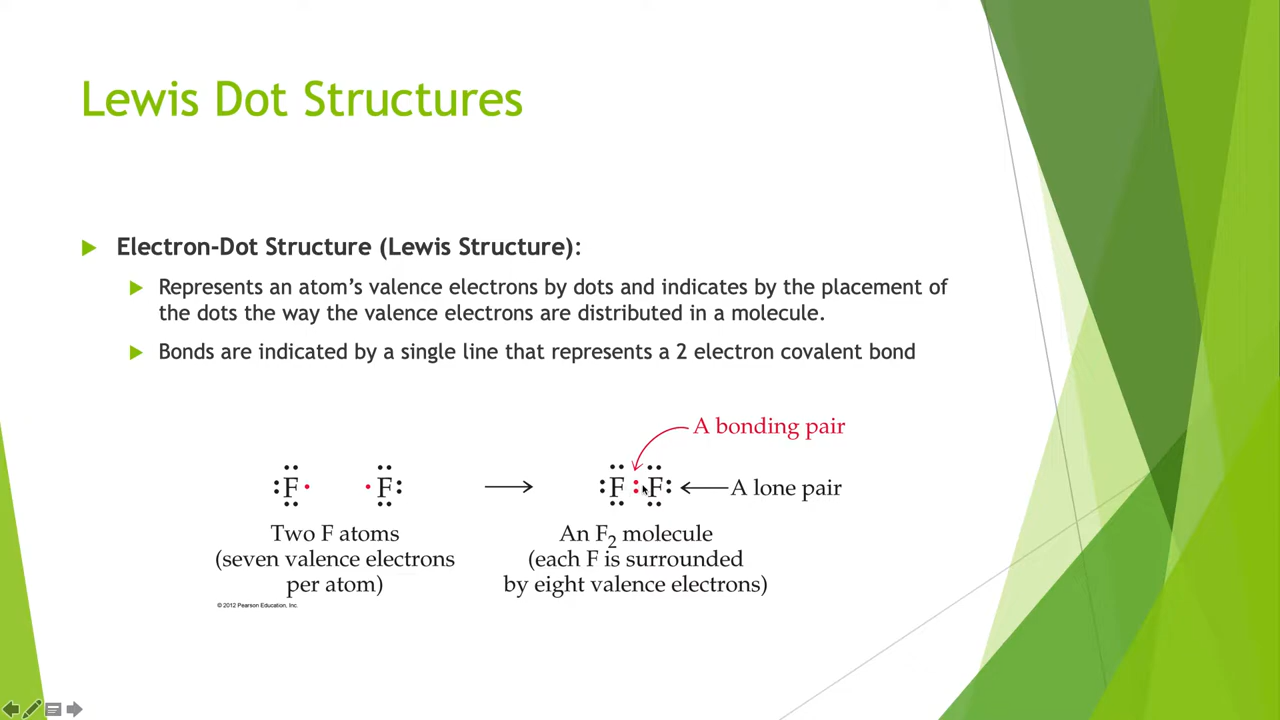 Lewis Dot Structures
Electron-Dot Structure (Lewis Structure):
Represents an atom's valence electrons by dots and indicates by the placement of
the dots the way the valence electrons are distributed in a molecule.
Bonds are indicated by a single line that represents a 2 electron covalent bond
A bonding pair
F F F F A lone pair
Two F atoms
(seven valence electrons
per atom)
An F2 molecule
(each F is surrounded
by eight valence electrons)
© 2012 Pearson Education, Inc.